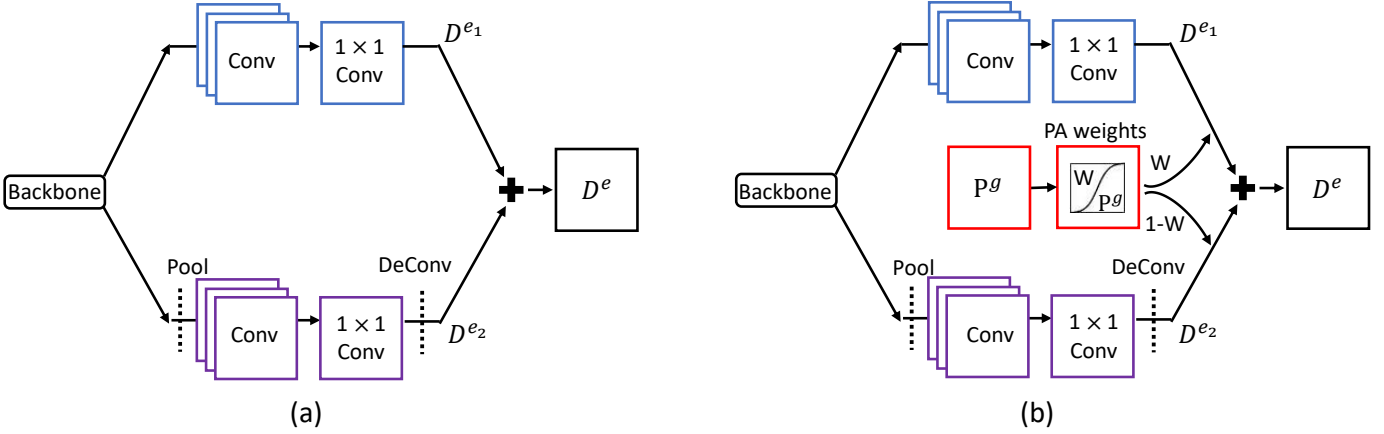 Conv
1 × 1
Conv
D^{e_1}
Backbone
D^e
Pool
DeConv
Conv
1 × 1
Conv
D^{e_2}
(a)
Conv
1 × 1
Conv
D^{e_1}
PA weights
Backbone
P^g
W
P^g
W
1-W
D^e
Pool
DeConv
Conv
1 × 1
Conv
D^{e_2}
(b)